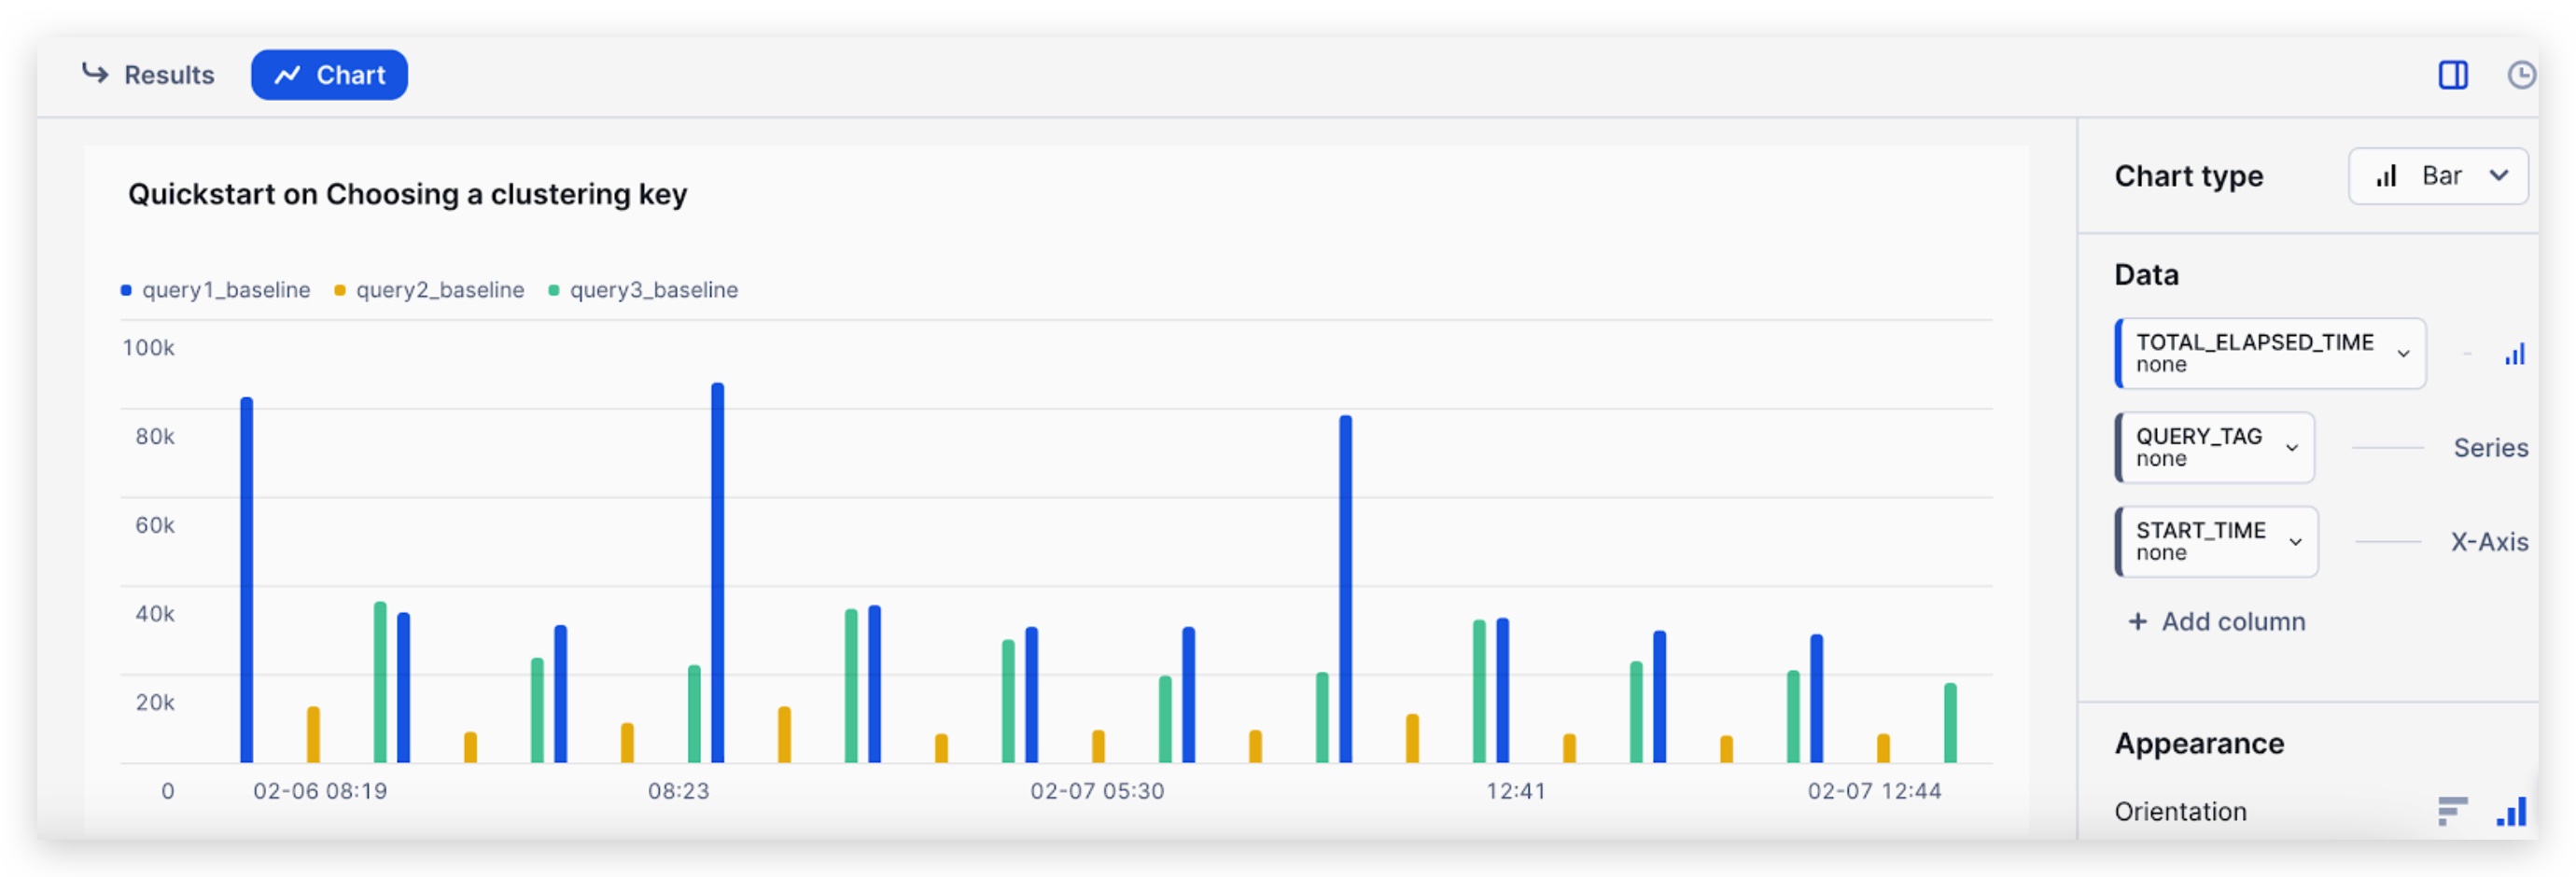 Results Chart
Quickstart on Choosing a clustering key
query1_baseline query2_baseline query3_baseline
100k
80k
60k
40k
20k
0
02-06 08:19 08:23 02-07 05:30 12:41 02-07 12:44
Chart type Bar
Data
TOTAL_ELAPSED_TIME
none
QUERY_TAG
none
Series
START_TIME
none
X-Axis
+ Add column
Appearance
Orientation